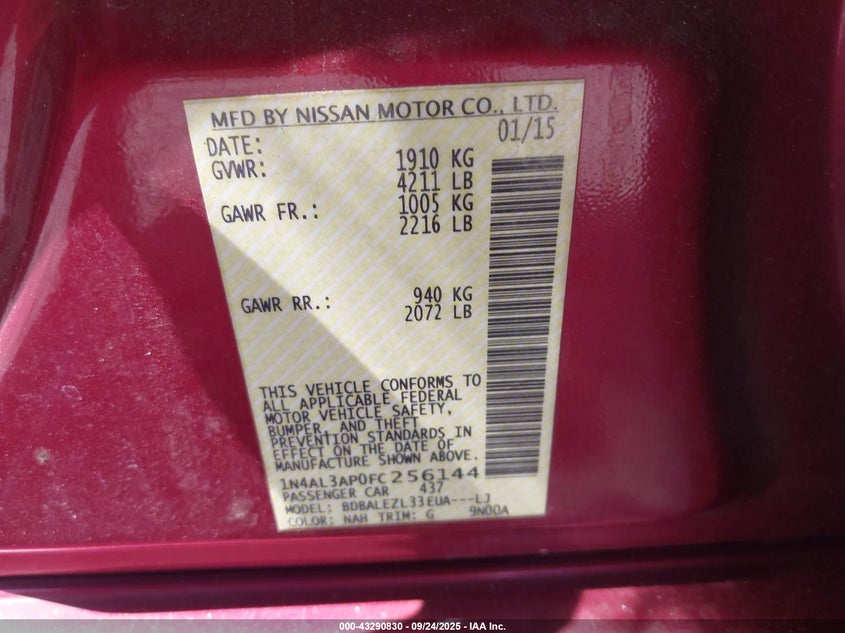 MFD BY NISSAN MOTOR CO., LTD.
DATE: 01/15
GVWR: 1910 KG
4211 LB
GAWR FR.: 1005 KG
2216 LB
GAWR RR.: 940 KG
2072 LB
THIS VEHICLE CONFORMS TO
ALL APPLICABLE FEDERAL
MOTOR VEHICLE SAFETY,
BUMPER, AND THEFT
PREVENTION STANDARDS IN
EFFECT ON THE DATE OF
MANUFACTURE SHOWN ABOVE.
1N4AL3AP0FC256144
PASSENGER CAR 437
MODEL: BDBALEZL33EUA---LJ
COLOR: NAH TRIM: G 9N00A
000-43290830 - 09/24/2025 - IAA Inc.